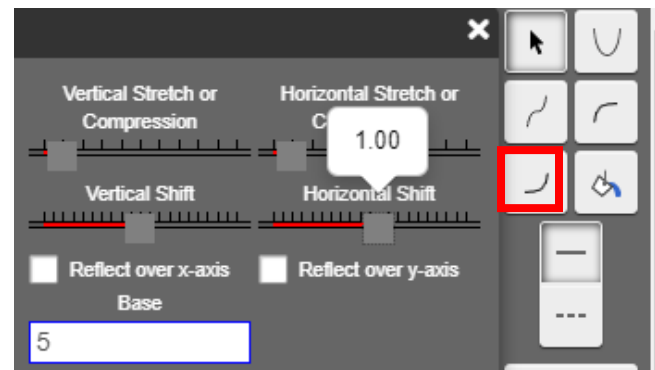 Vertical Stretch or
Compression
Horizontal Stretch or
C
1.00
Vertical Shift
Horizontal Shift
Reflect over x-axis
Reflect over y-axis
Base
5